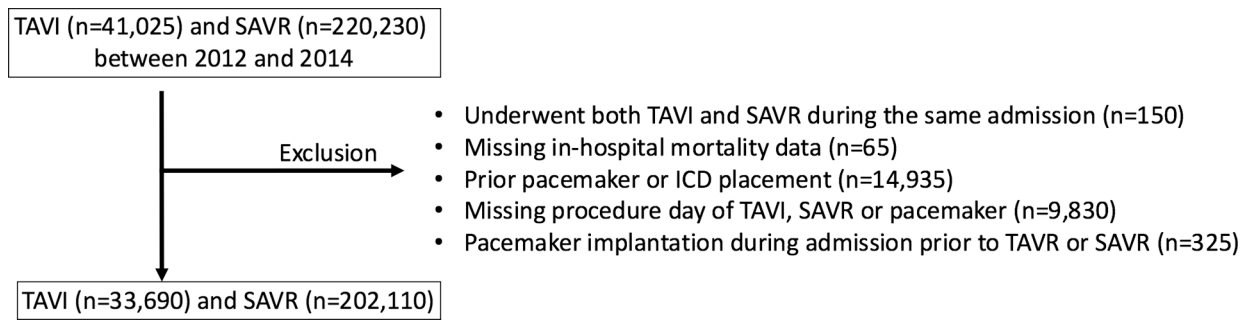 TAVI (n=41,025) and SAVR (n=220,230)
between 2012 and 2014
Exclusion
• Underwent both TAVI and SAVR during the same admission (n=150)
• Missing in-hospital mortality data (n=65)
• Prior pacemaker or ICD placement (n=14,935)
• Missing procedure day of TAVI, SAVR or pacemaker (n=9,830)
• Pacemaker implantation during admission prior to TAVR or SAVR (n=325)
TAVI (n=33,690) and SAVR (n=202,110)